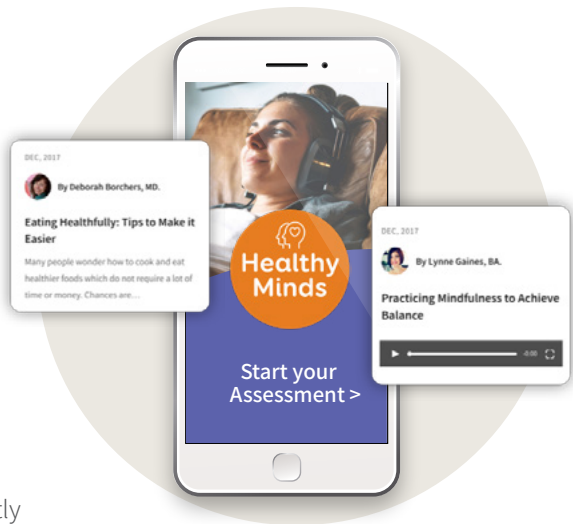 DEC, 2017
By Deborah Borchers, MD.
Eating Healthfully: Tips to Make it
Easier
Many people wonder how to cook and eat
healthier foods which do not require a lot of
time or money. Chances are...
Healthy
Minds
Start your
Assessment >
DEC, 2017
By Lynne Gaines, BA.
Practicing Mindfulness to Achieve
Balance